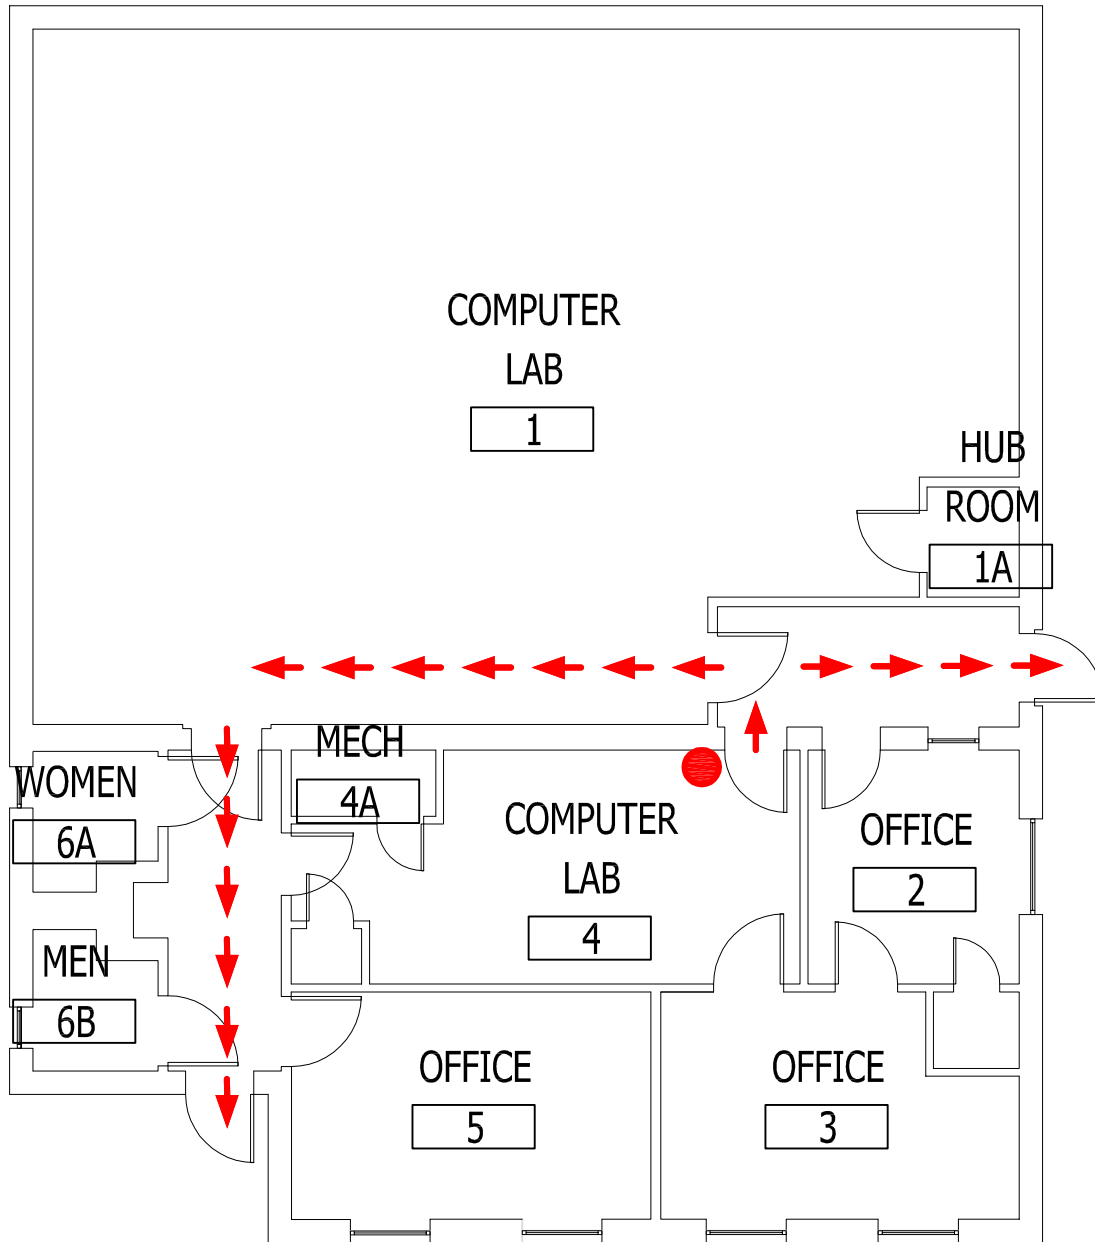 COMPUTER
LAB
1
HUB
ROOM
1A
MECH
4A
WOMEN
6A
COMPUTER
LAB
4
OFFICE
2
MEN
6B
OFFICE
5
OFFICE
3